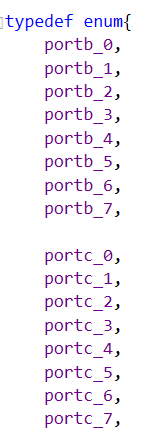 typedef enum{
portb_0,
portb_1,
portb_2,
portb_3,
portb_4,
portb_5,
portb_6,
portb_7,
portc_0,
portc_1,
portc_2,
portc_3,
portc_4,
portc_5,
portc_6,
portc_7,